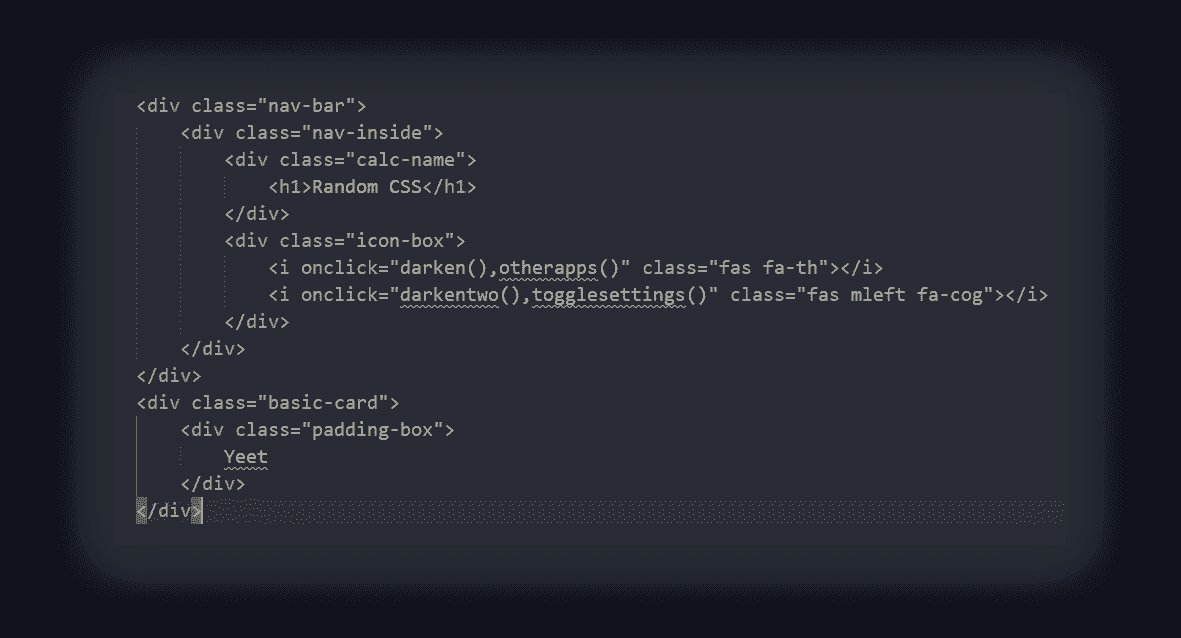 <div class="nav-bar">
    <div class="nav-inside">
        <div class="calc-name">
            <h1>Random CSS</h1>
        </div>
        <div class="icon-box">
            <i onclick="darken(),otherapps()" class="fas fa-th"></i>
            <i onclick="darkentwo(),togglesettings()" class="fas mleft fa-cog"></i>
        </div>
    </div>
</div>
<div class="basic-card">
    <div class="padding-box">
        Yeet
    </div>
</div>